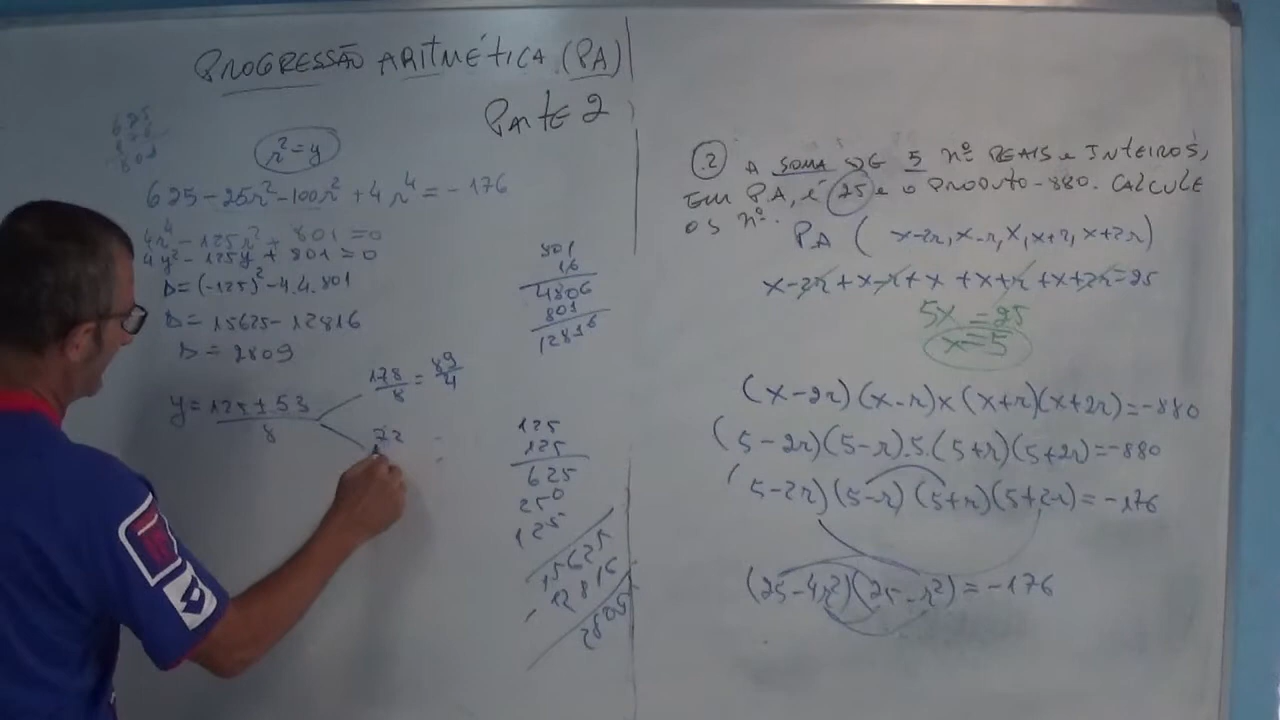 PROGRESSÃO ARITMÉTICA (PA)
PARTE 2
685
176
801
r²=y
625-25r²-100r²+4r⁴=-176
4r⁴-125r²+801=0
4y²-125y+801=0
Δ=(-125)²-4.4.801
Δ=15625-12816
Δ=2809
y=125±53
8
178/8=89/4
72
801
16
4806
801
12816
125
125
625
250
125
15625
-12816
2809
2 A SOMA DE 5 nº REAIS e INTEIROS,
EM P.A, é 25 e o PRODUTO -880. CALCULE
OS nº.
PA (x-2r, x-r, x, x+r, x+2r)
x-2r+x-r+x+x+r+x+2r=25
5x=25
x=5
(x-2r)(x-r)x(x+r)(x+2r)=-880
(5-2r)(5-r).5.(5+r)(5+2r)=-880
(5-2r)(5-r)(5+r)(5+2r)=-176
(25-4r²)(25-r²)=-176